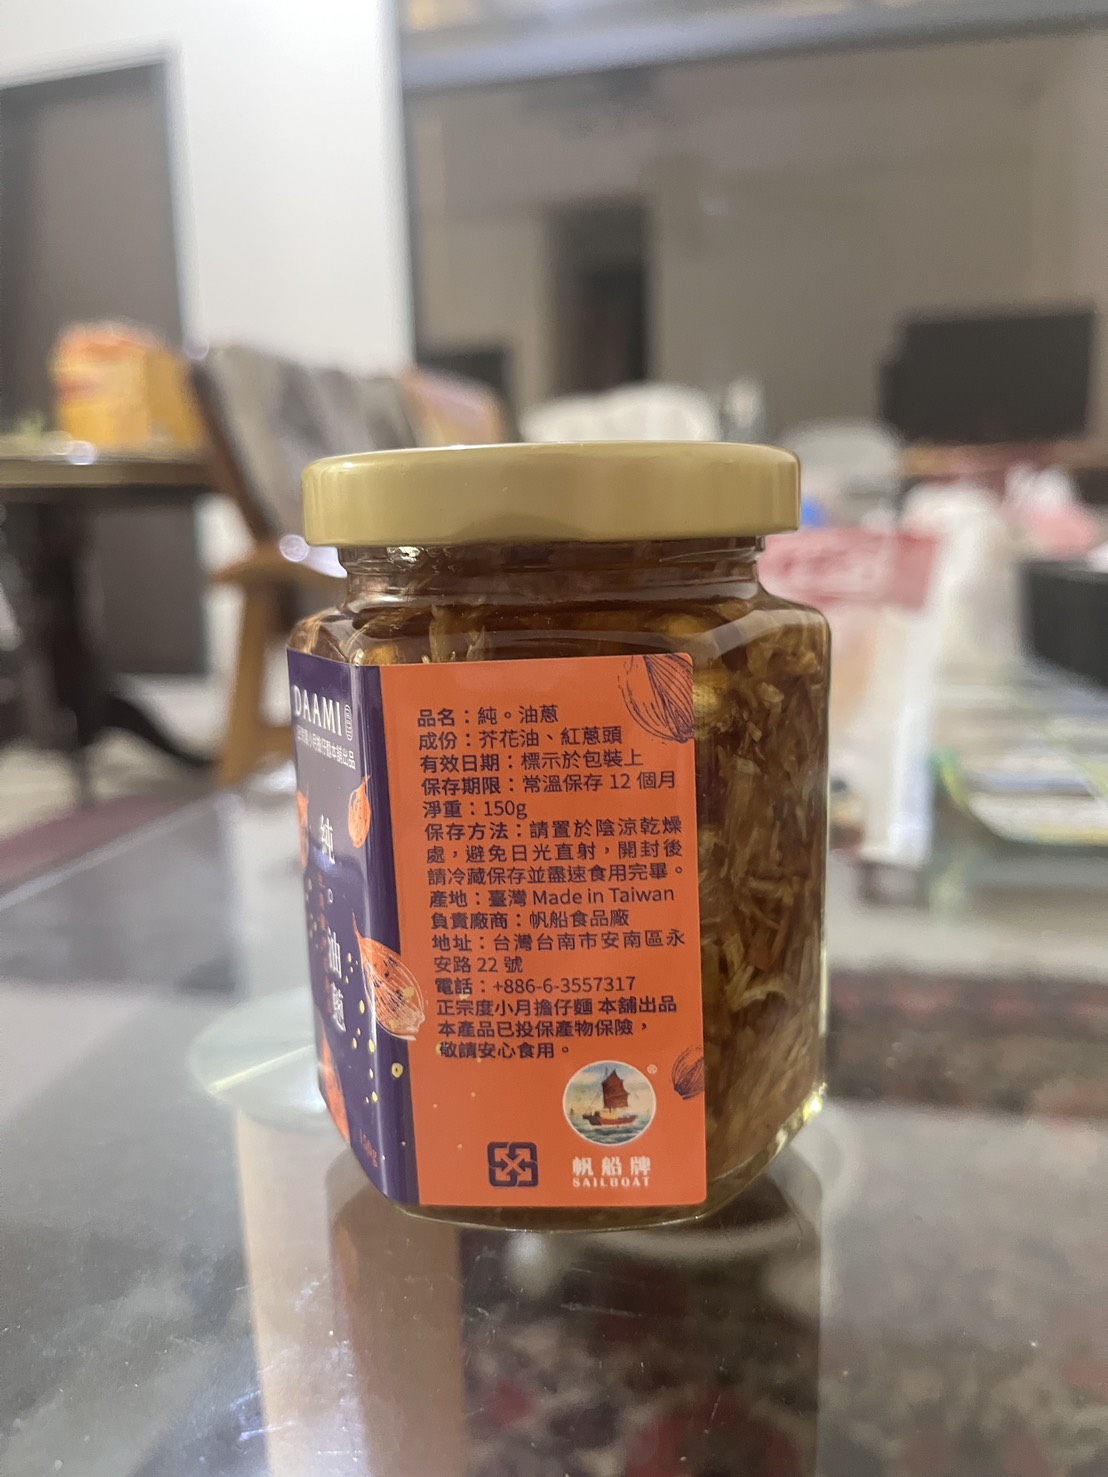 DAAMI
純。油蔥
150g
品名：純。油蔥
成份：芥花油、紅蔥頭
有效日期：標示於包裝上
保存期限：常溫保存 12 個月
淨重：150g
保存方法：請置於陰涼乾燥
處，避免日光直射，開封後
請冷藏保存並盡速食用完畢。
產地：臺灣 Made in Taiwan
負責廠商：帆船食品廠
地址：台灣台南市安南區永
安路 22 號
電話：+886-6-3557317
正宗度小月擔仔麵 本舖出品
本產品已投保產物保險，
敬請安心食用。
®
帆船牌
SAILBOAT